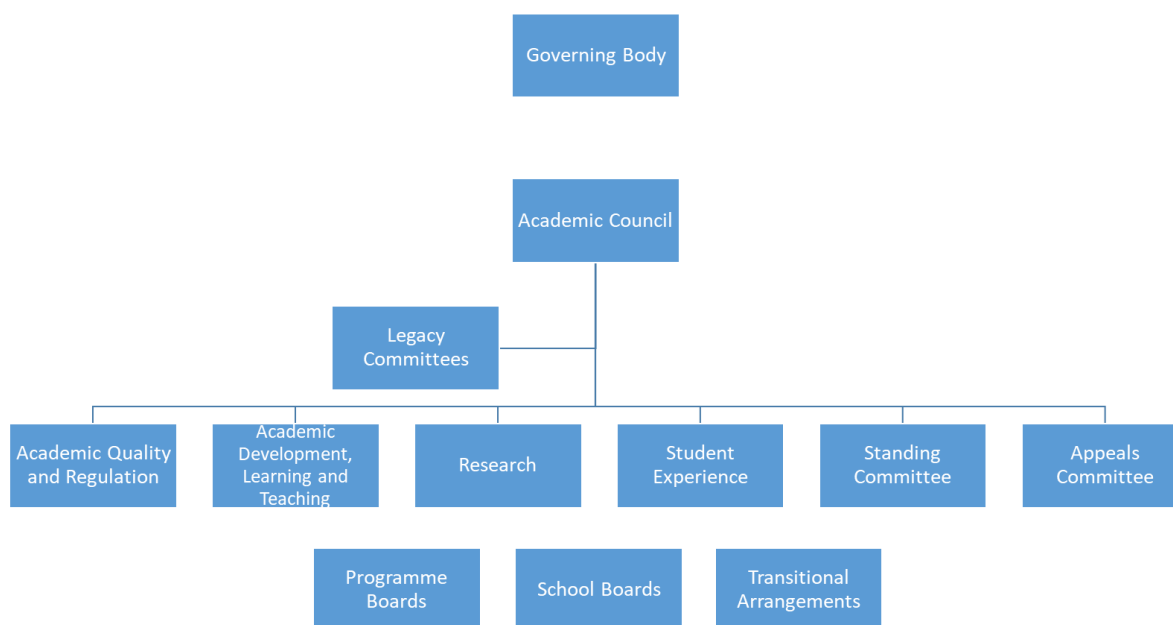 Governing Body
Academic Council
Legacy
Committees
Academic Quality
and Regulation
Academic
Development,
Learning and
Teaching
Research
Student
Experience
Standing
Committee
Appeals
Committee
Programme
Boards
School Boards
Transitional
Arrangements